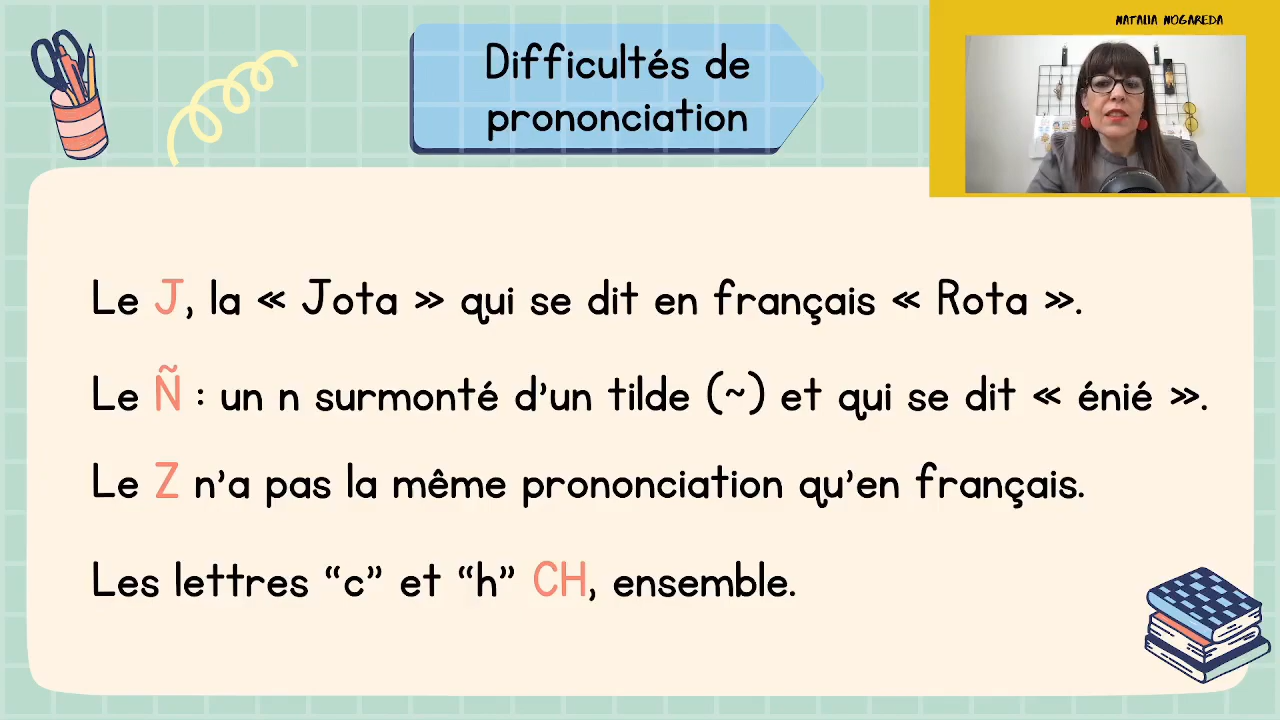 Difficultés de
prononciation
NATALIA NOGAREDA
Le J, la « Jota » qui se dit en français « Rota ».
Le Ñ : un n surmonté d'un tilde (~) et qui se dit « énié ».
Le Z n'a pas la même prononciation qu'en français.
Les lettres “c” et “h” CH, ensemble.